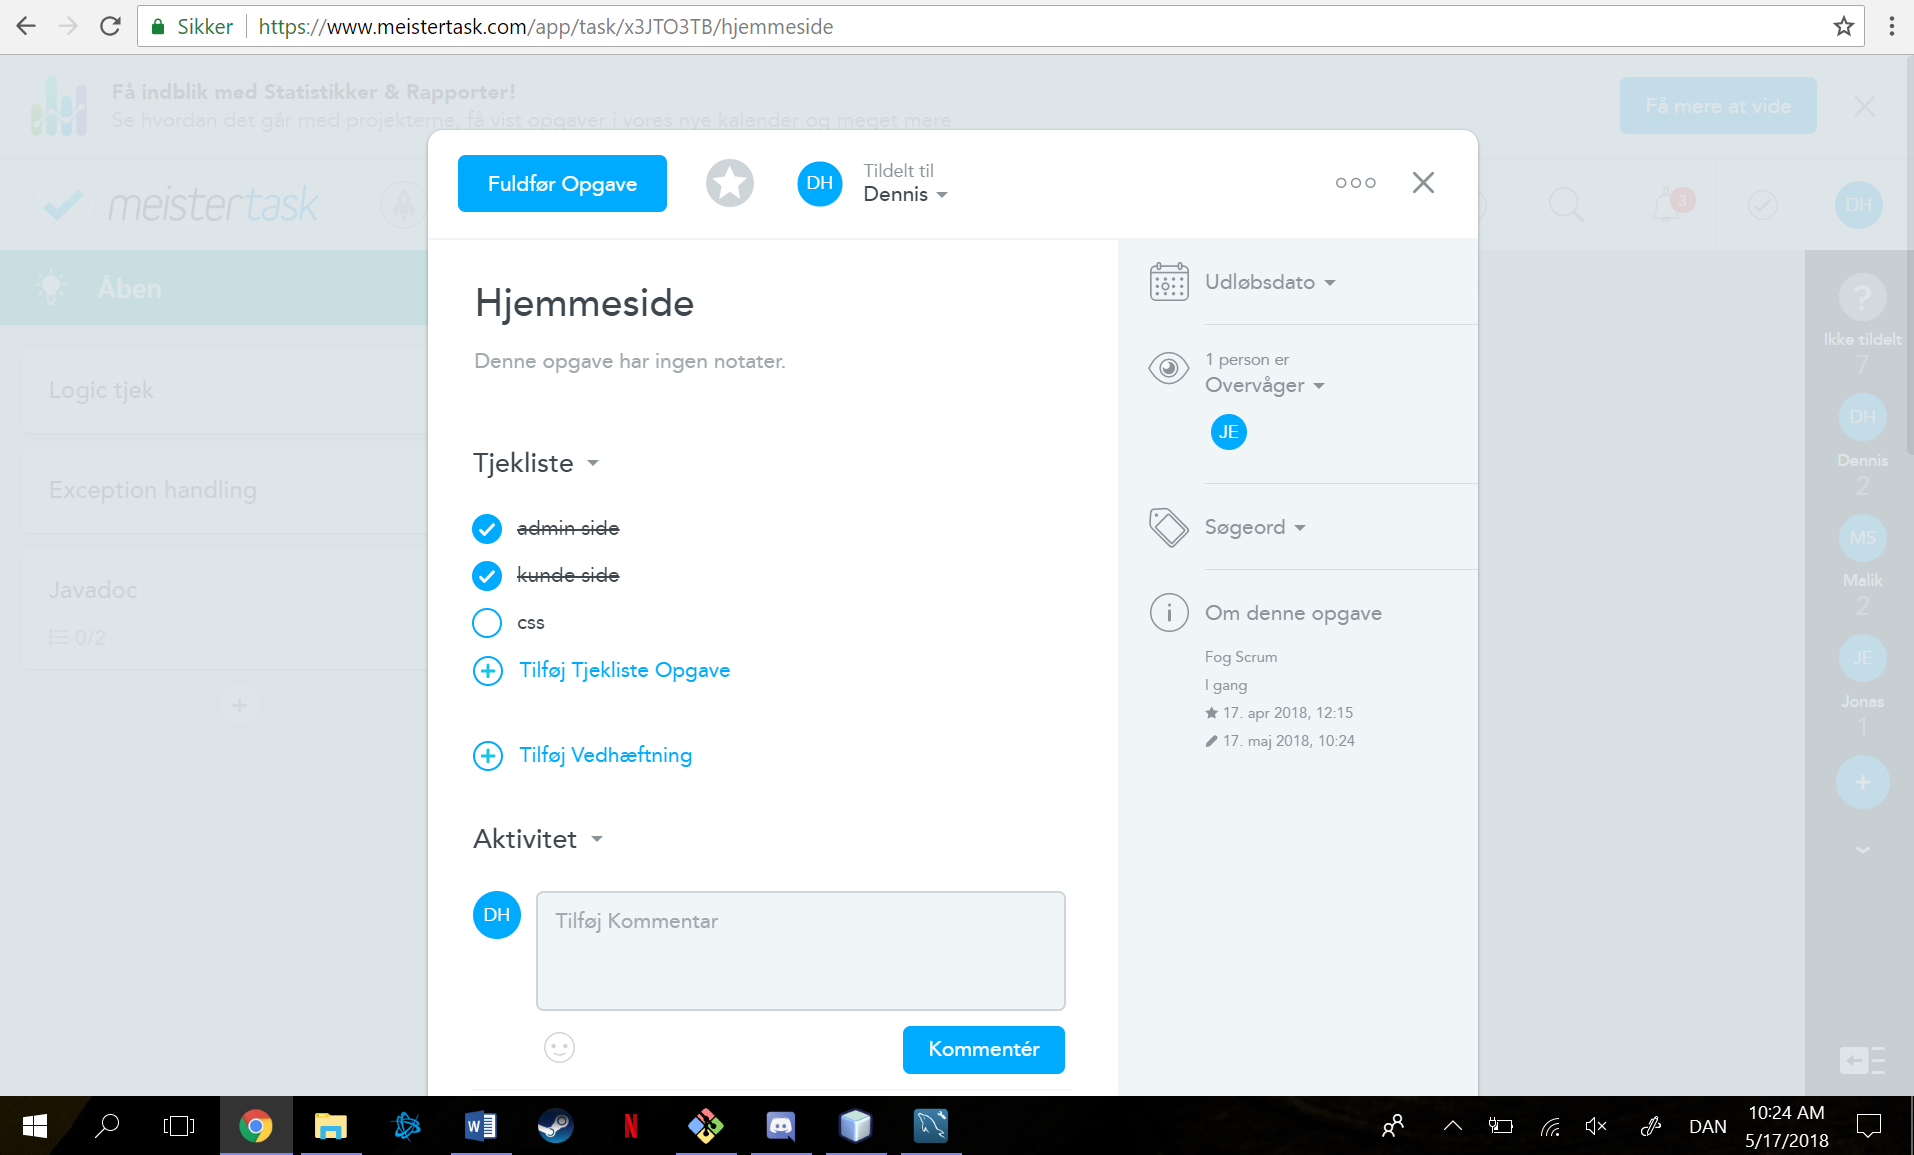 Sikker https://www.meistertask.com/app/task/x3JTO3TB/hjemmeside
Få indblik med Statistikker & Rapporter!
Se hvordan det går med projekterne, få vist opgaver i vores nye kalender og meget mere
Få mere at vide
meistertask
3
DH
Åben
Logic tjek
Exception handling
Javadoc
0/2
Fuldfør Opgave
DH
Tildelt til
Dennis
Hjemmeside
Denne opgave har ingen notater.
Tjekliste
admin side
kunde side
css
Tilføj Tjekliste Opgave
Tilføj Vedhæftning
Aktivitet
DH
Tilføj Kommentar
Kommentér
Udløbsdato
1 person er
Overvåger
JE
Søgeord
Om denne opgave
Fog Scrum
I gang
17. apr 2018, 12:15
17. maj 2018, 10:24
?
Ikke tildelt
7
DH
Dennis
2
MS
Malik
2
JE
Jonas
1
DAN
10:24 AM
5/17/2018